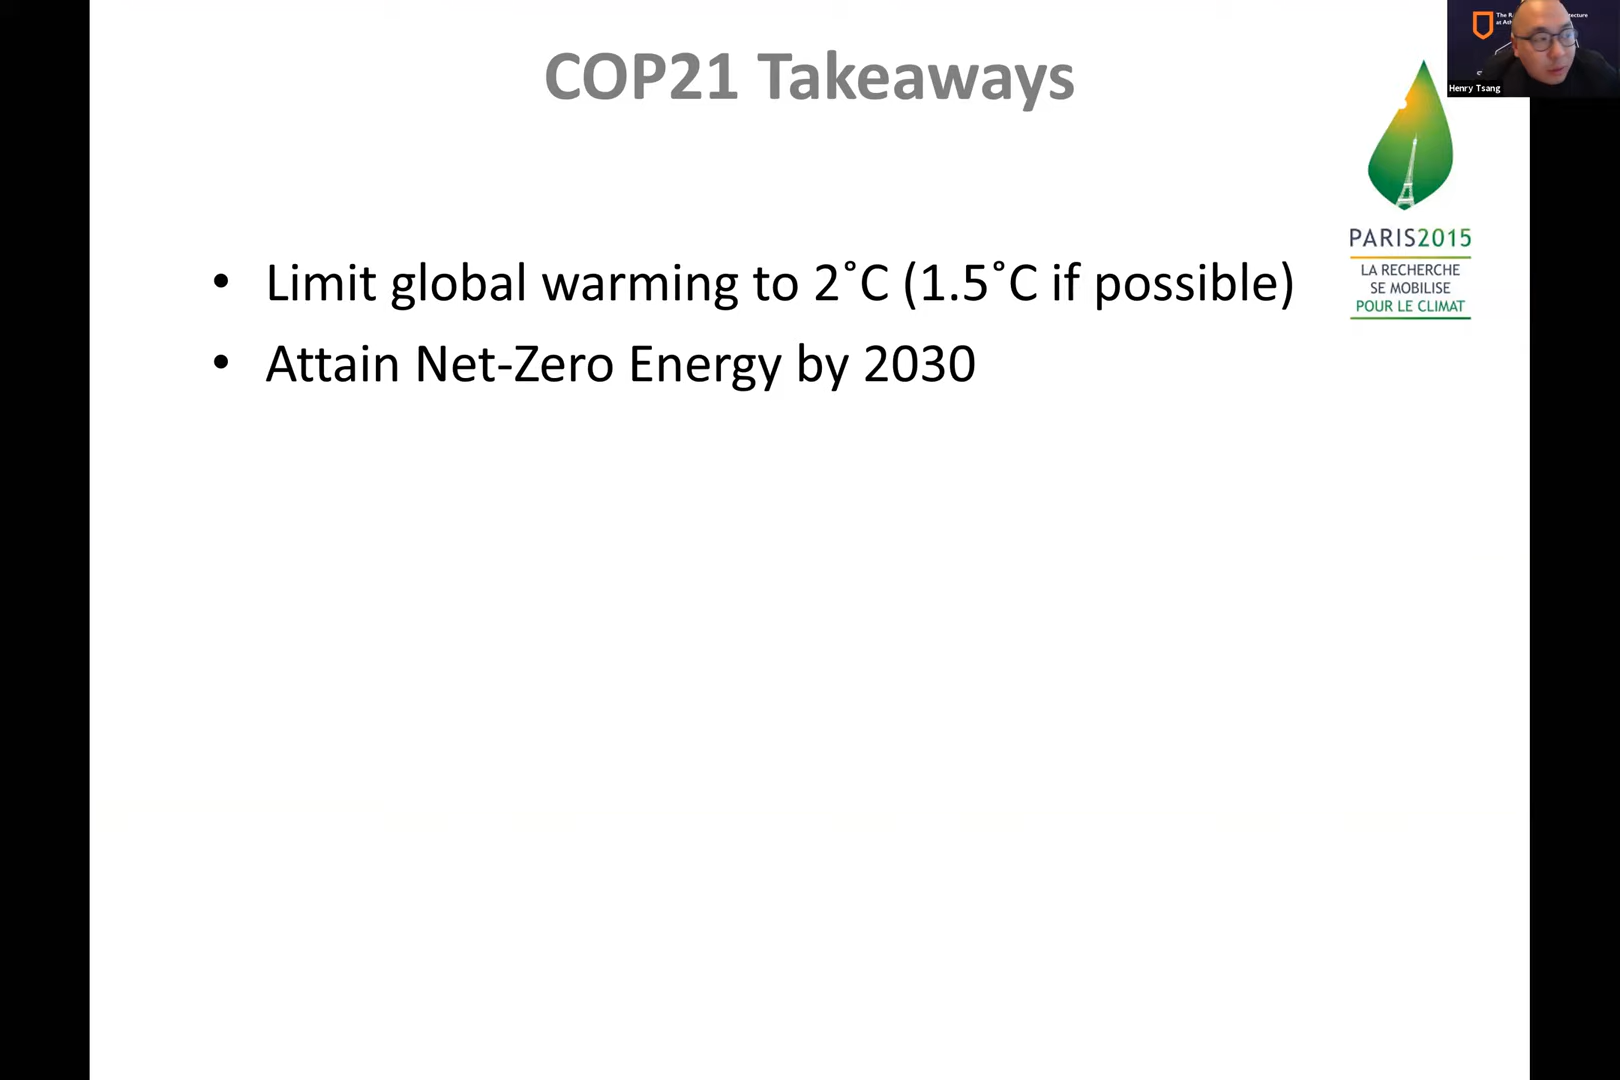 COP21 Takeaways
Henry Tsang
• Limit global warming to 2˚C (1.5˚C if possible)
• Attain Net-Zero Energy by 2030
PARIS2015
LA RECHERCHE
SE MOBILISE
POUR LE CLIMAT